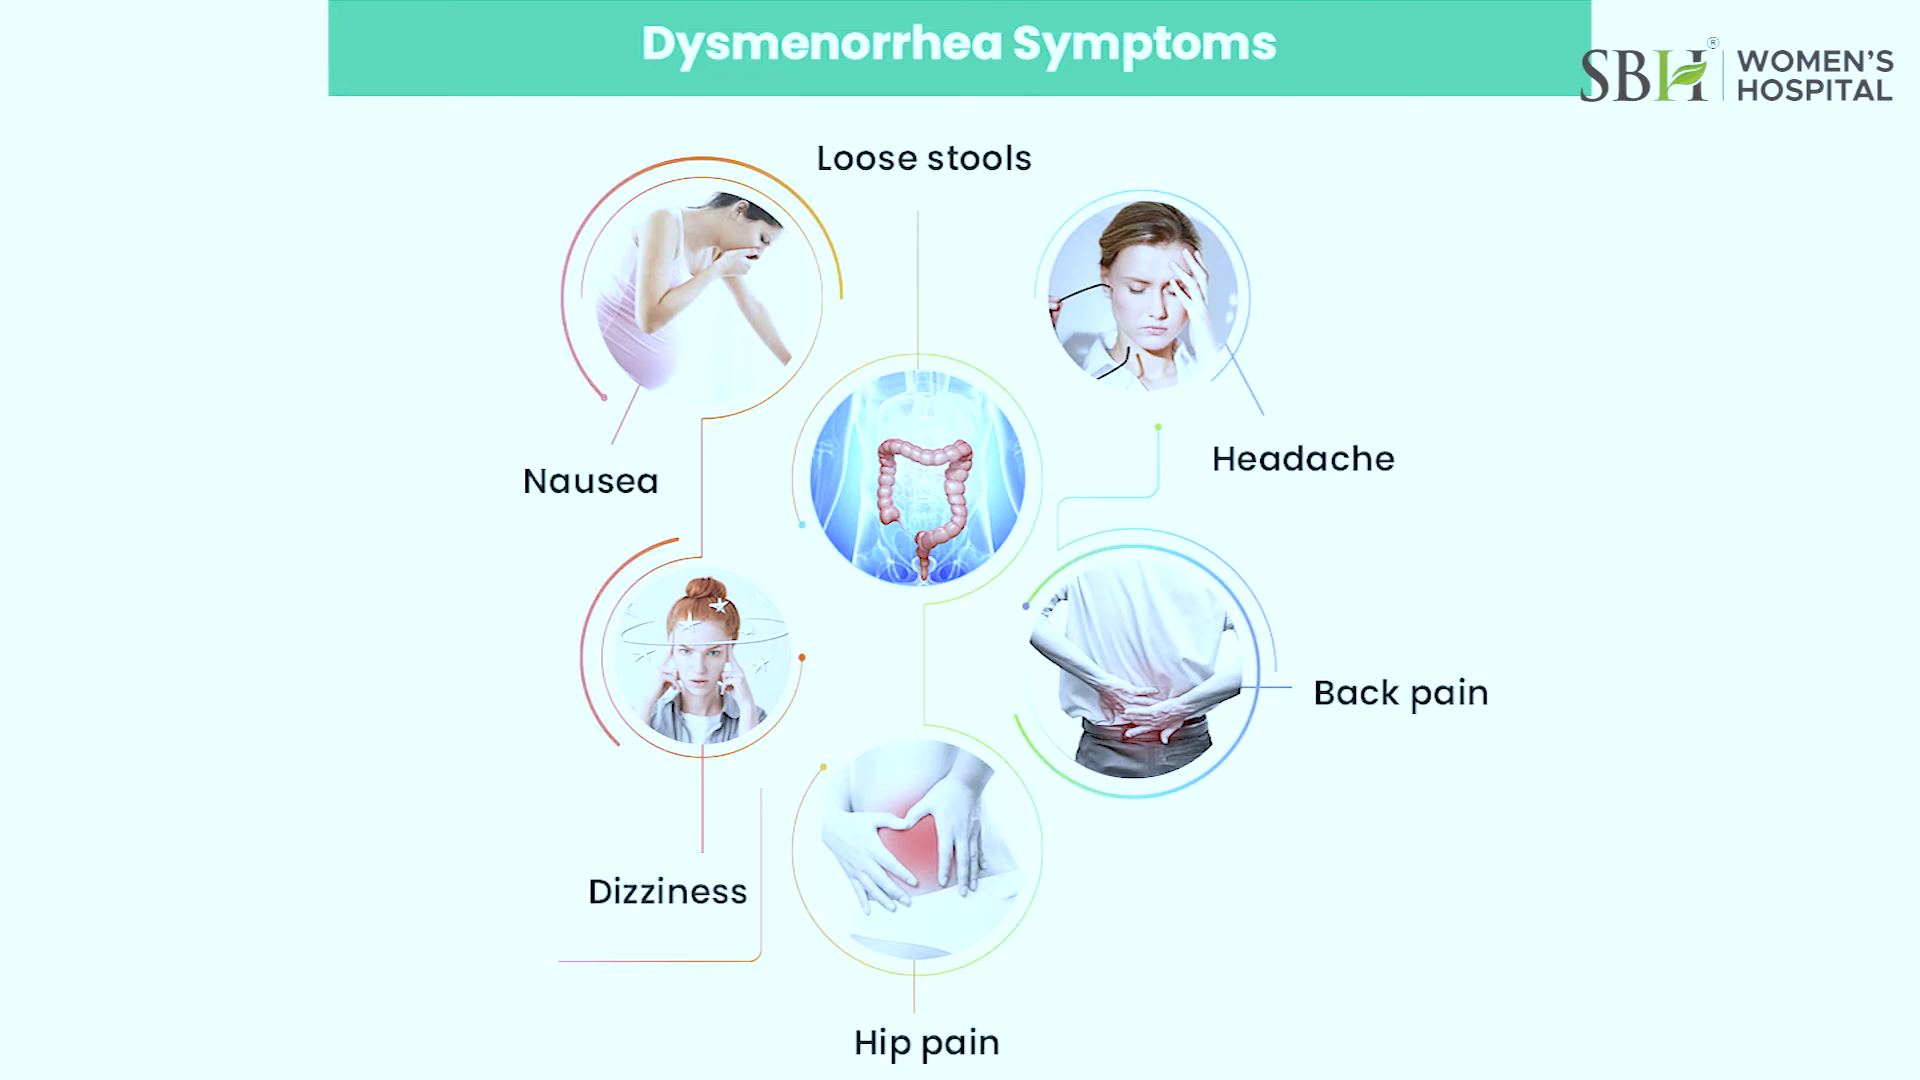 Dysmenorrhea Symptoms
SBH® WOMEN'S
HOSPITAL
Loose stools
Headache
Nausea
Back pain
Dizziness
Hip pain